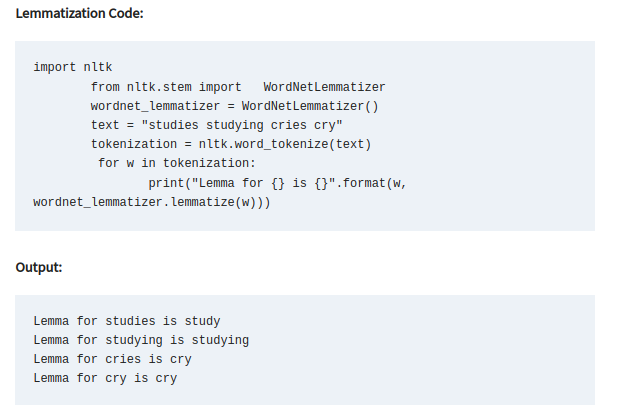 Lemmatization Code:
import nltk
from nltk.stem import WordNetLemmatizer
wordnet_lemmatizer = WordNetLemmatizer()
text = "studies studying cries cry"
tokenization = nltk.word_tokenize(text)
for w in tokenization:
print("Lemma for {} is {}".format(w,
wordnet_lemmatizer.lemmatize(w)))
Output:
Lemma for studies is study
Lemma for studying is studying
Lemma for cries is cry
Lemma for cry is cry